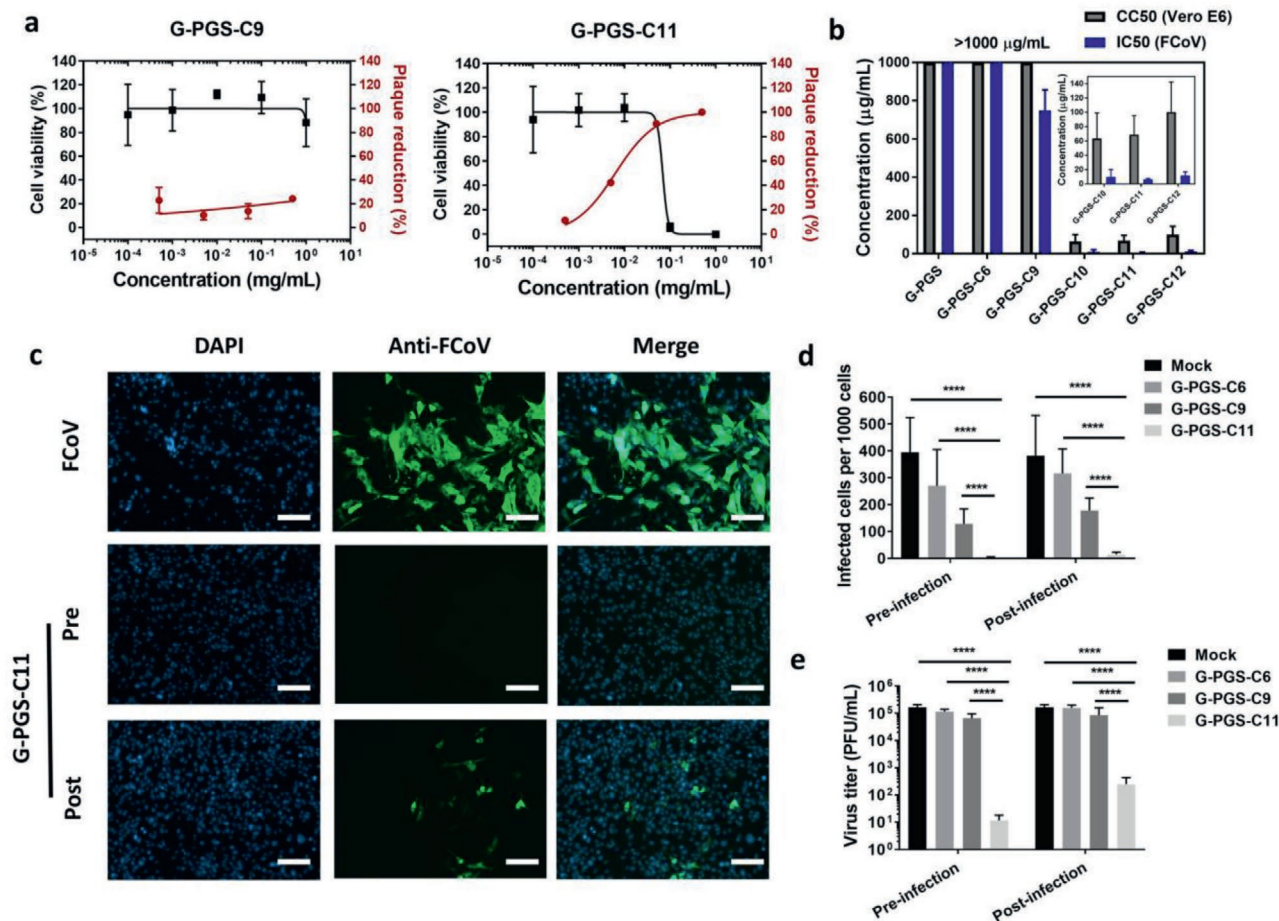 a
G-PGS-C9
Cell viability (%)
140
120
100
80
60
40
20
0
10-5 10-4 10-3 10-2 10-1 100 101
Concentration (mg/mL)
140
120
100
80
60
40
20
0
Plaque reduction (%)
G-PGS-C11
Cell viability (%)
140
120
100
80
60
40
20
0
10-5 10-4 10-3 10-2 10-1 100 101
Concentration (mg/mL)
140
120
100
80
60
40
20
0
Plaque reduction (%)
b
CC50 (Vero E6)
IC50 (FCoV)
>1000 μg/mL
Concentration (μg/mL)
1000
800
600
400
200
0
G-PGS
G-PGS-C6
G-PGS-C9
G-PGS-C10
G-PGS-C11
G-PGS-C12
Concentration (μg/mL)
140
120
100
80
60
40
20
0
G-PGS-C10
G-PGS-C11
G-PGS-C12
c
DAPI
Anti-FCoV
Merge
FCoV
G-PGS-C11
Pre
Post
d
Mock
G-PGS-C6
G-PGS-C9
G-PGS-C11
Infected cells per 1000 cells
600
500
400
300
200
100
0
****
****
****
****
****
****
Pre-infection
Post-infection
e
Mock
G-PGS-C6
G-PGS-C9
G-PGS-C11
Virus titer (PFU/mL)
106
105
104
103
102
101
100
****
****
****
****
****
****
Pre-infection
Post-infection